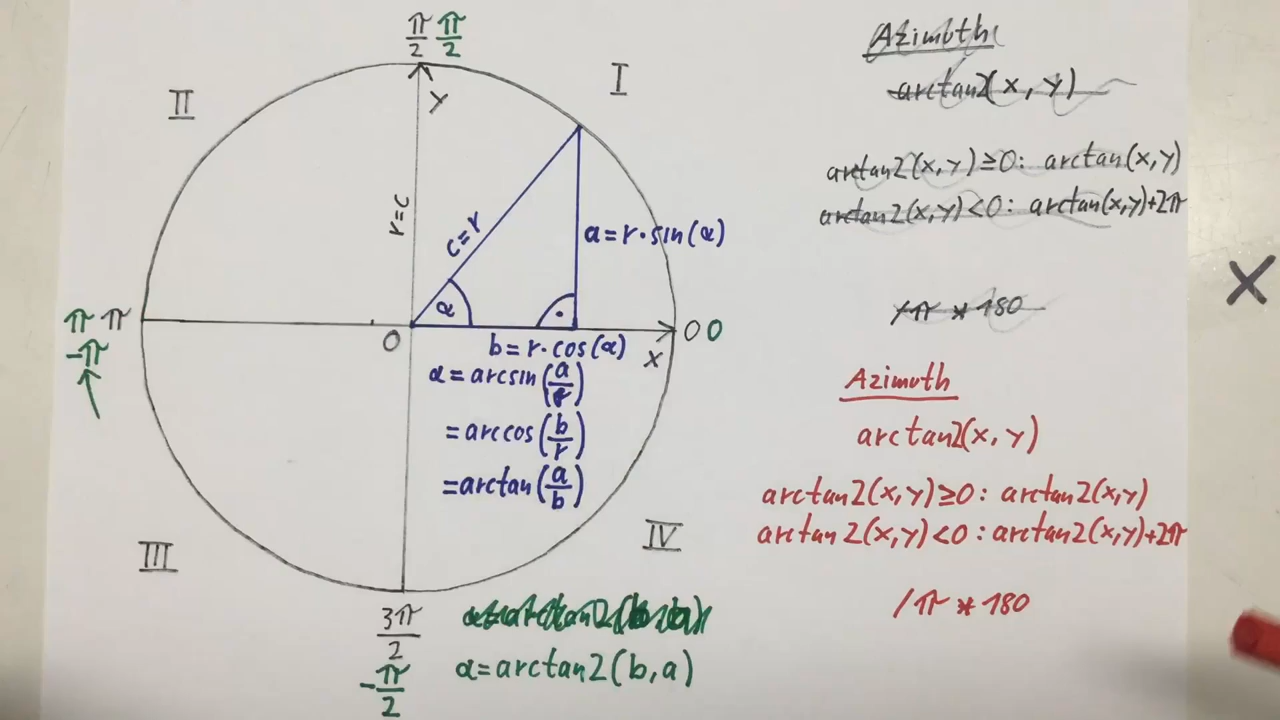 π/2 π/2
I
II
y
r=c
c=r
α
a=r·sin(α)
π π
-π
0
0 0
x
b=r·cos(α)
α=arcsin(a/r)
=arccos(b/r)
=arctan(a/b)
III
IV
3π/2
-π/2
α=arctan2(b,a)
Azimuth
arctan2(x,y)
arctan2(x,y)≥0: arctan(x,y)
arctan2(x,y)<0: arctan(x,y)+2π
/π * 180
Azimuth
arctan2(x,y)
arctan2(x,y)≥0: arctan2(x,y)
arctan2(x,y)<0: arctan2(x,y)+2π
/π * 180